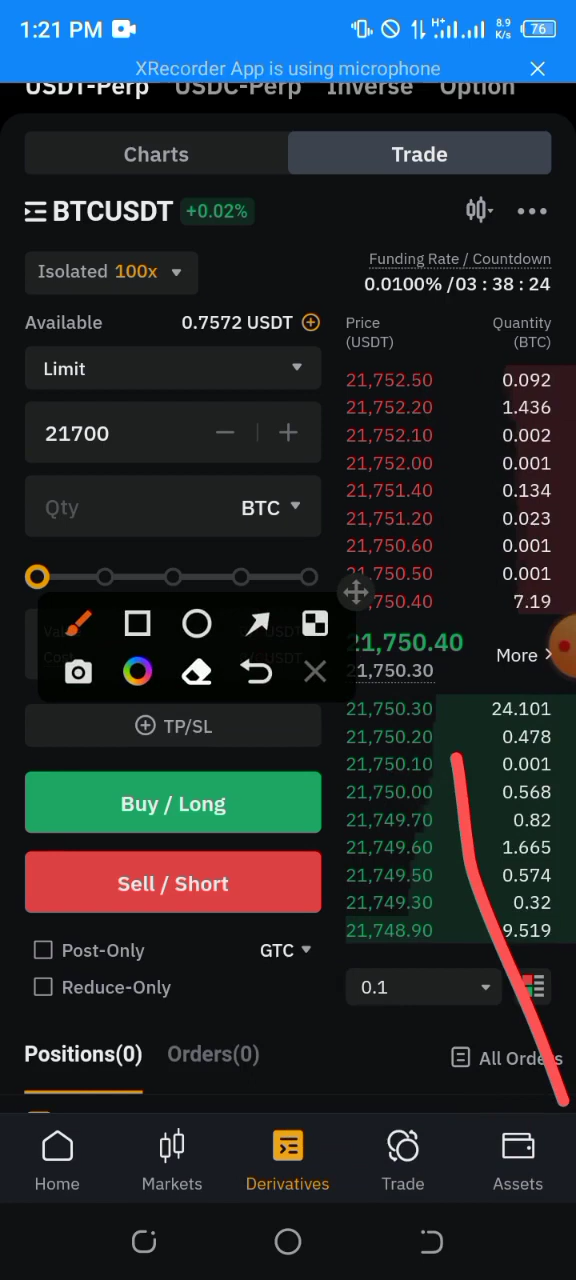 1:21 PM
H+
8.9
K/s
76
XRecorder App is using microphone
USDT-Perp USDC-Perp Inverse Option
Charts Trade
BTCUSDT +0.02%
Isolated 100x
Funding Rate / Countdown
0.0100% /03 : 38 : 24
Available 0.7572 USDT
Price Quantity
(USDT) (BTC)
Limit
21700
Qty BTC
21,752.50 0.092
21,752.20 1.436
21,752.10 0.002
21,752.00 0.001
21,751.40 0.134
21,751.20 0.023
21,750.60 0.001
,750.50 0.001
,750.40 7.19
21,750.40
21,750.30
More
21,750.30 24.101
21,750.20 0.478
21,750.10 0.001
21,750.00 0.568
21,749.70 0.82
21,749.60 1.665
21,749.50 0.574
21,749.30 0.32
21,748.90 9.519
TP/SL
Buy / Long
Sell / Short
Post-Only GTC
Reduce-Only
0.1
Positions(0) Orders(0) All Orders
Home Markets Derivatives Trade Assets